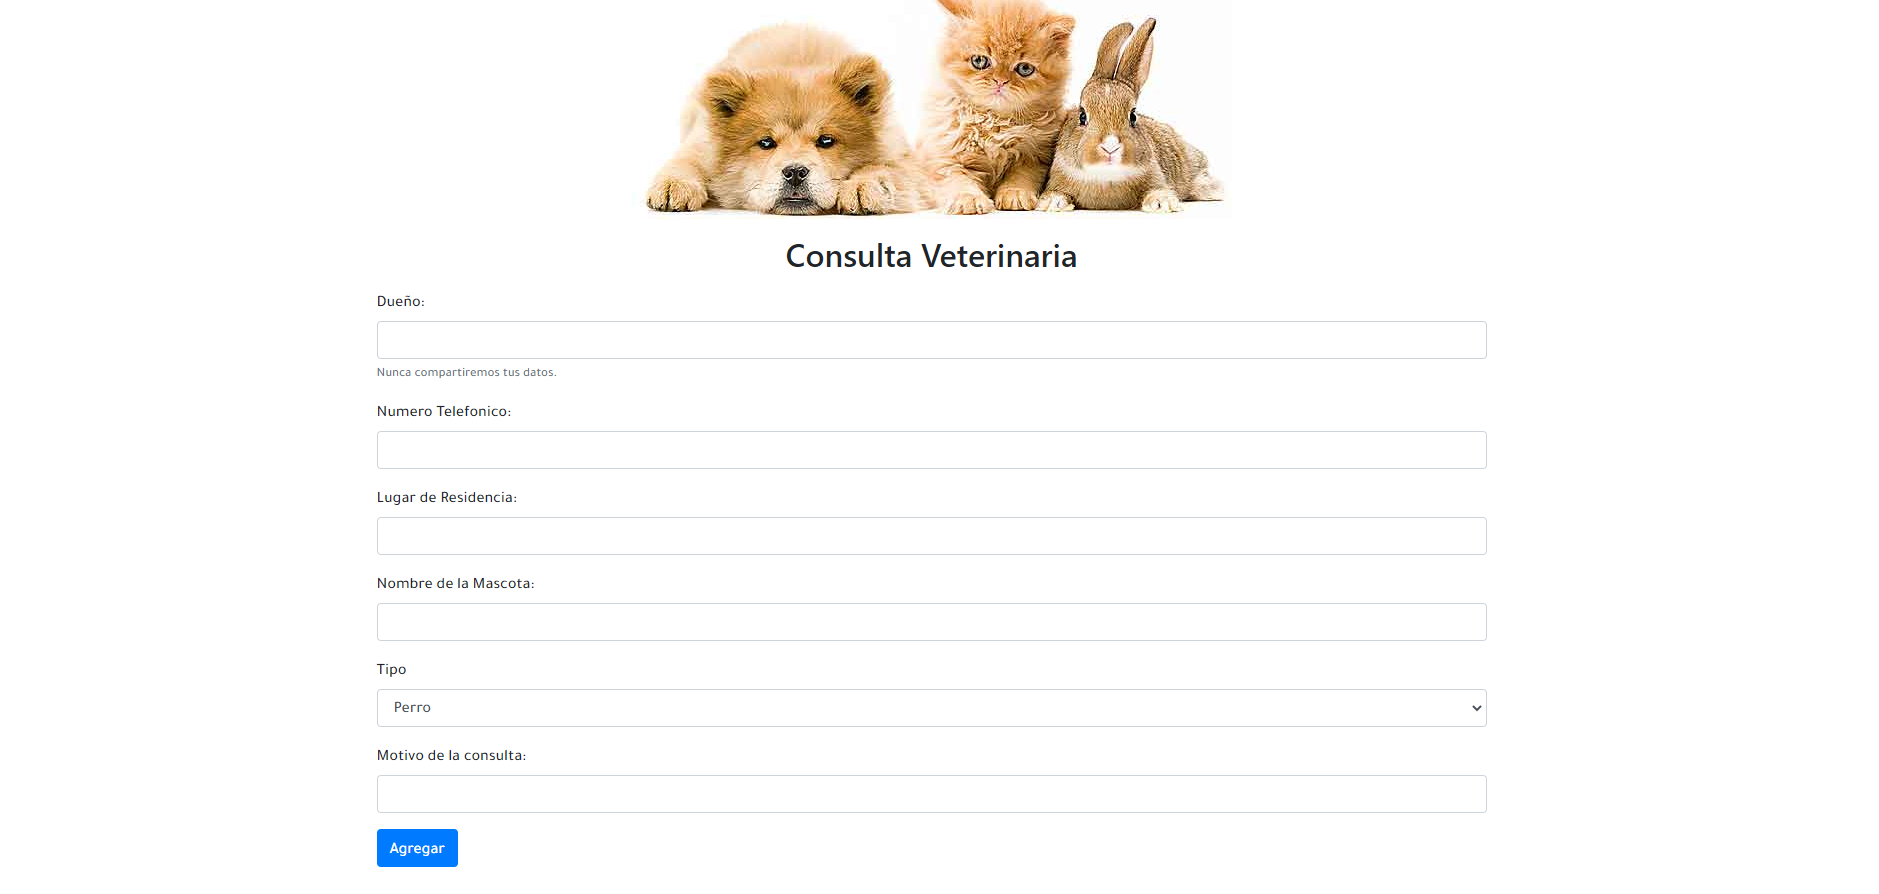 Consulta Veterinaria
Dueño:
Nunca compartiremos tus datos.
Numero Telefonico:
Lugar de Residencia:
Nombre de la Mascota:
Tipo
Perro
Motivo de la consulta:
Agregar